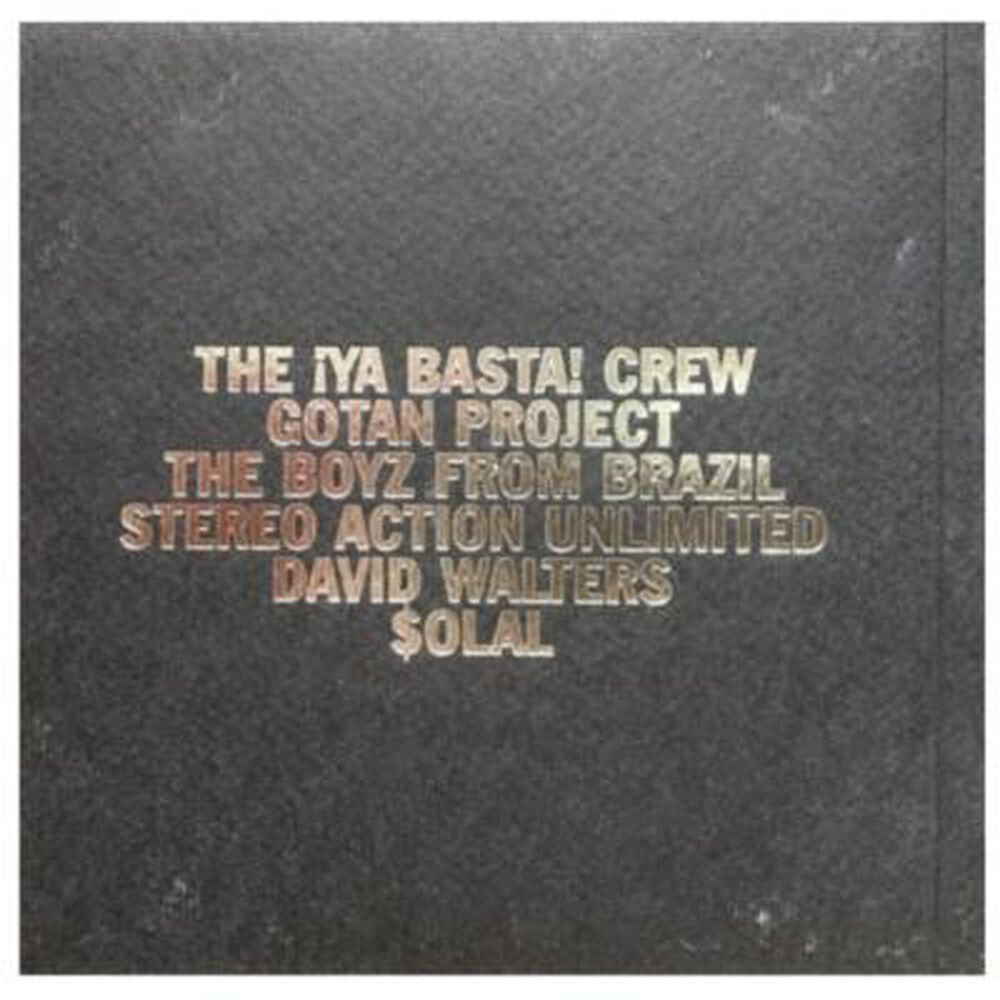 THE ¡YA BASTA! CREW
GOTAN PROJECT
THE BOYZ FROM BRAZIL
STEREO ACTION UNLIMITED
DAVID WALTERS
$OLAL